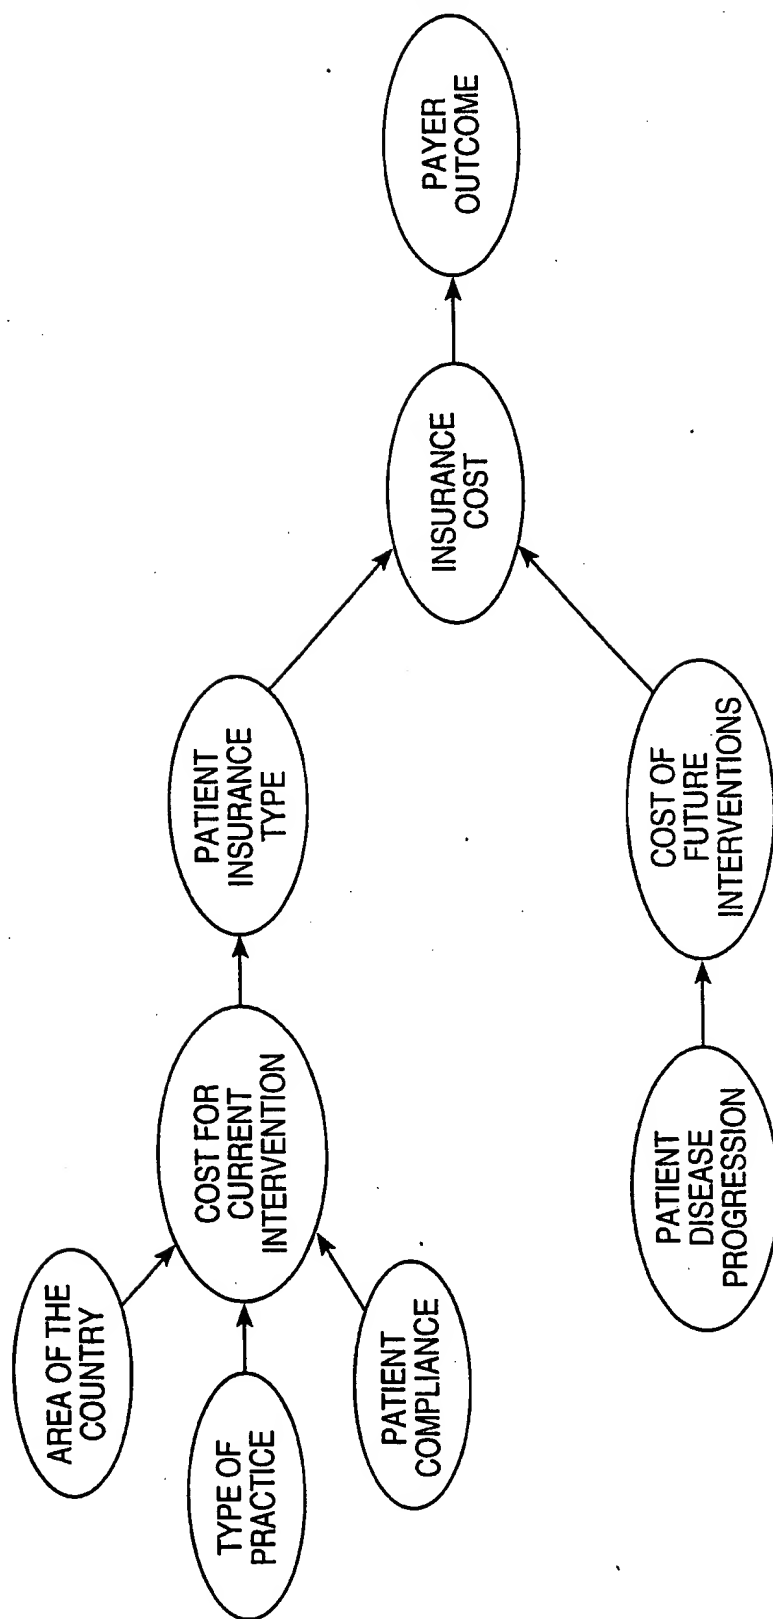 AREA OF THE
COUNTRY
TYPE OF
PRACTICE
PATIENT
COMPLIANCE
COST FOR
CURRENT
INTERVENTION
PATIENT
INSURANCE
TYPE
PATIENT
DISEASE
PROGRESSION
COST OF
FUTURE
INTERVENTIONS
INSURANCE
COST
PAYER
OUTCOME